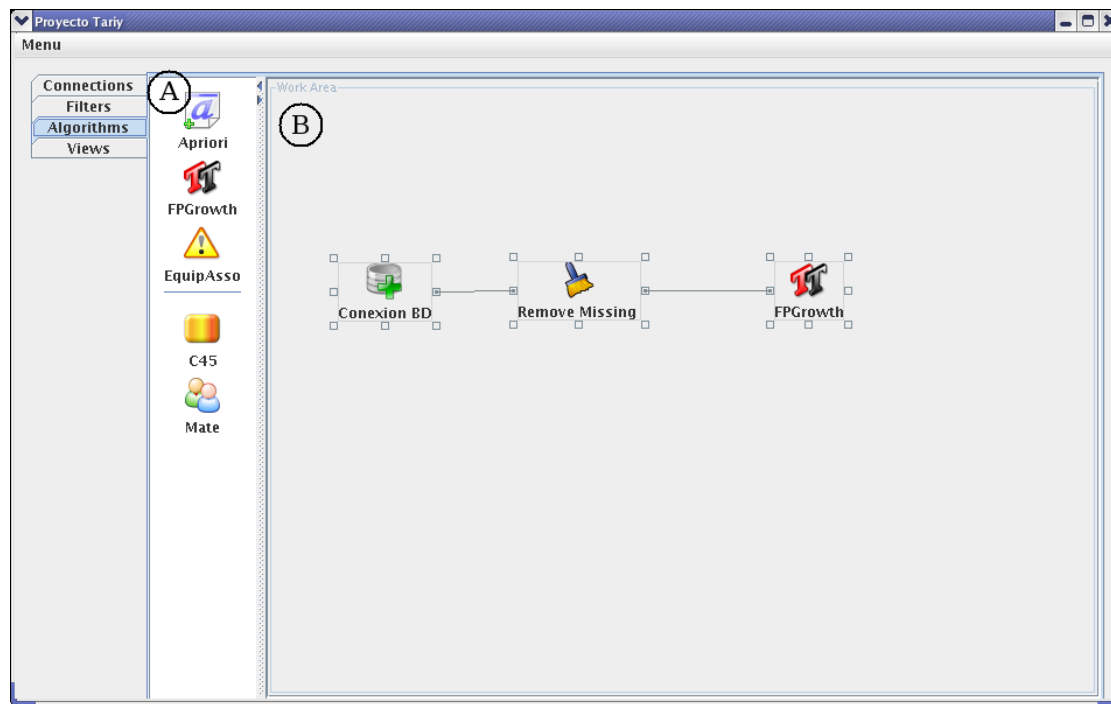 Proyecto Tariy
Menu
Connections
Filters
Algorithms
Views
A
Apriori
FPGrowth
EquipAsso
C45
Mate
Work Area
B
Conexion BD
Remove Missing
FPGrowth